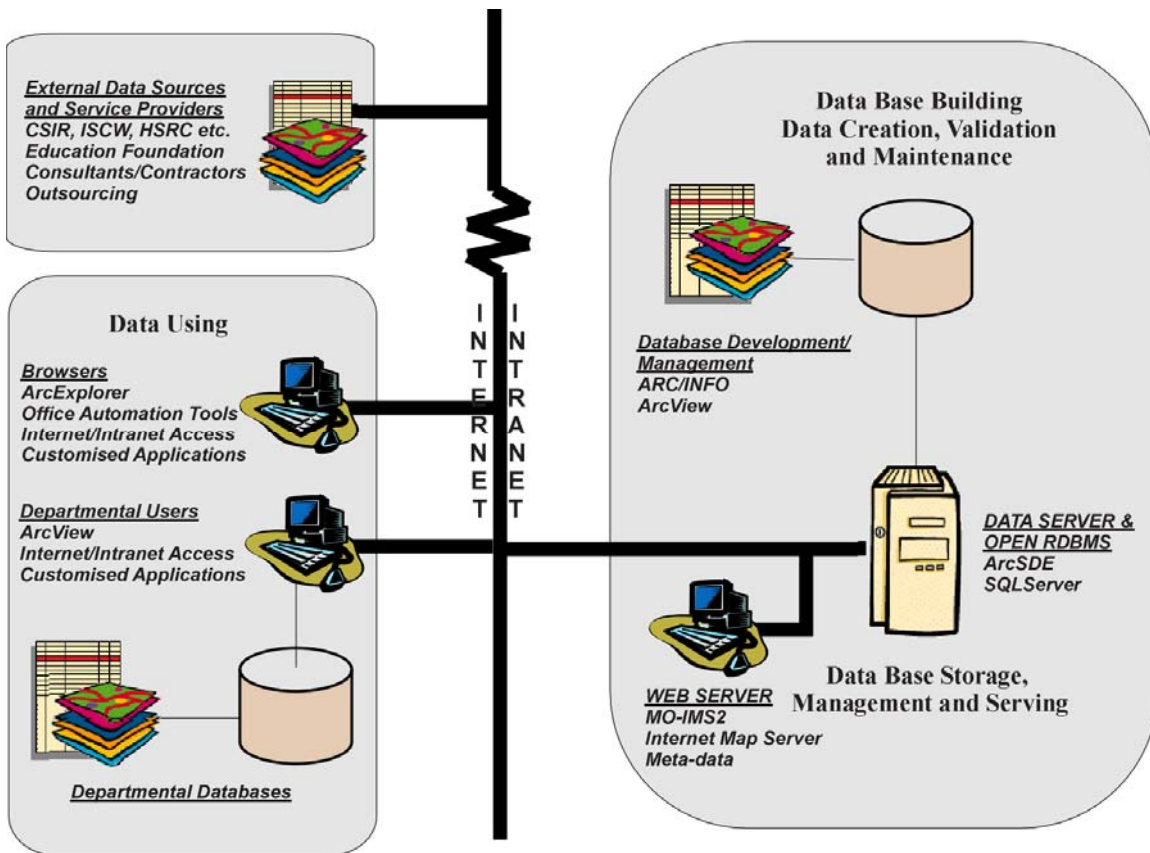 External Data Sources
and Service Providers
CSIR, ISCW, HSRC etc.
Education Foundation
Consultants/Contractors
Outsourcing
Data Using
Browsers
ArcExplorer
Office Automation Tools
Internet/Intranet Access
Customised Applications
Departmental Users
ArcView
Internet/Intranet Access
Customised Applications
Departmental Databases
INTERNET
INTRANET
Data Base Building
Data Creation, Validation
and Maintenance
Database Development/
Management
ARC/INFO
ArcView
DATA SERVER &
OPEN RDBMS
ArcSDE
SQLServer
WEB SERVER
MO-IMS2
Internet Map Server
Meta-data
Data Base Storage,
Management and Serving